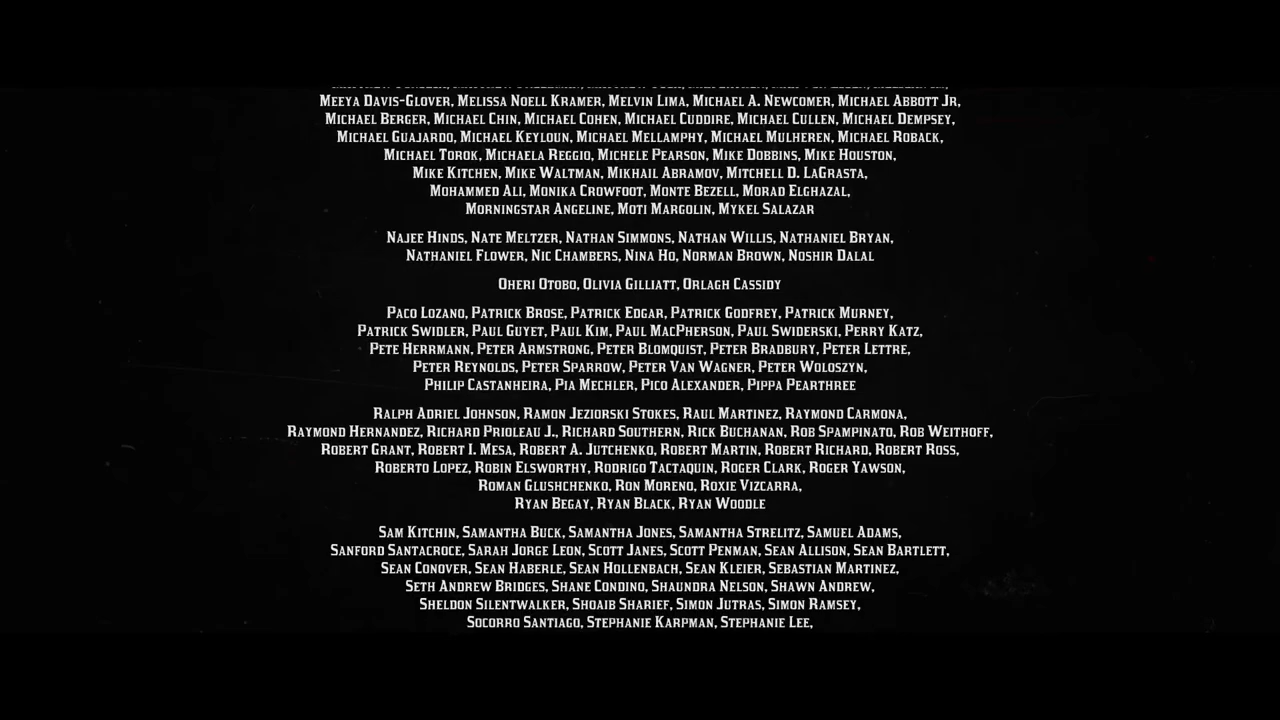 Meeya Davis-Glover, Melissa Noell Kramer, Melvin Lima, Michael A. Newcomer, Michael Abbott Jr,
Michael Berger, Michael Chin, Michael Cohen, Michael Cuddire, Michael Cullen, Michael Dempsey,
Michael Guajardo, Michael Keyloun, Michael Mellamphy, Michael Mulheren, Michael Roback,
Michael Torok, Michaela Reggio, Michele Pearson, Mike Dobbins, Mike Houston,
Mike Kitchen, Mike Waltman, Mikhail Abramov, Mitchell D. LaGrasta,
Mohammed Ali, Monika Crowfoot, Monte Bezell, Morad Elghazal,
Morningstar Angeline, Moti Margolin, Mykel Salazar
Najee Hinds, Nate Meltzer, Nathan Simmons, Nathan Willis, Nathaniel Bryan,
Nathaniel Flower, Nic Chambers, Nina Ho, Norman Brown, Noshir Dalal
Oheri Otobo, Olivia Gilliatt, Orlagh Cassidy
Paco Lozano, Patrick Brose, Patrick Edgar, Patrick Godfrey, Patrick Murney,
Patrick Swidler, Paul Guyet, Paul Kim, Paul MacPherson, Paul Swiderski, Perry Katz,
Pete Herrmann, Peter Armstrong, Peter Blomquist, Peter Bradbury, Peter Lettre,
Peter Reynolds, Peter Sparrow, Peter Van Wagner, Peter Woloszyn,
Philip Castanheira, Pia Mechler, Pico Alexander, Pippa Pearthree
Ralph Adriel Johnson, Ramon Jeziorski Stokes, Raul Martinez, Raymond Carmona,
Raymond Hernandez, Richard Prioleau J., Richard Southern, Rick Buchanan, Rob Spampinato, Rob Weithoff,
Robert Grant, Robert I. Mesa, Robert A. Jutchenko, Robert Martin, Robert Richard, Robert Ross,
Roberto Lopez, Robin Elsworthy, Rodrigo Tactaquin, Roger Clark, Roger Yawson,
Roman Glushchenko, Ron Moreno, Roxie Vizcarra,
Ryan Begay, Ryan Black, Ryan Woodle
Sam Kitchin, Samantha Buck, Samantha Jones, Samantha Strelitz, Samuel Adams,
Sanford Santacroce, Sarah Jorge Leon, Scott Janes, Scott Penman, Sean Allison, Sean Bartlett,
Sean Conover, Sean Haberle, Sean Hollenbach, Sean Kleier, Sebastian Martinez,
Seth Andrew Bridges, Shane Condino, Shaundra Nelson, Shawn Andrew,
Sheldon Silentwalker, Shoaib Sharief, Simon Jutras, Simon Ramsey,
Socorro Santiago, Stephanie Karpman, Stephanie Lee,